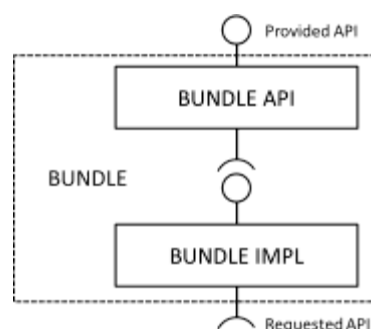 Provided API
BUNDLE API
BUNDLE
BUNDLE IMPL
Requested API